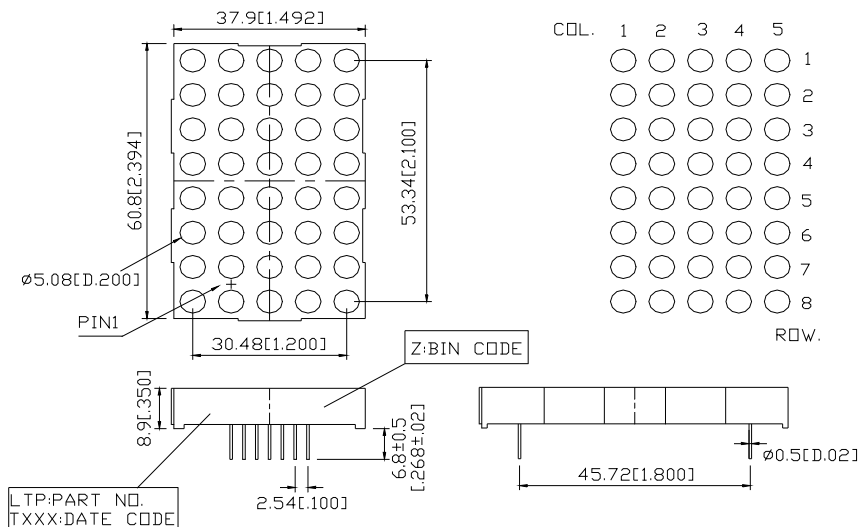 37.9[1.492]
60.8[2.394]
53.34[2.100]
Ø5.08[D.200]
PIN1
30.48[1.200]
COL. 1 2 3 4 5
1
2
3
4
5
6
7
8
ROW.
Z:BIN CODE
8.9[.350]
6.8±0.5
[.268±.02]
2.54[.100]
LTP:PART NO.
TXXX:DATE CODE
45.72[1.800]
Ø0.5[D.02]